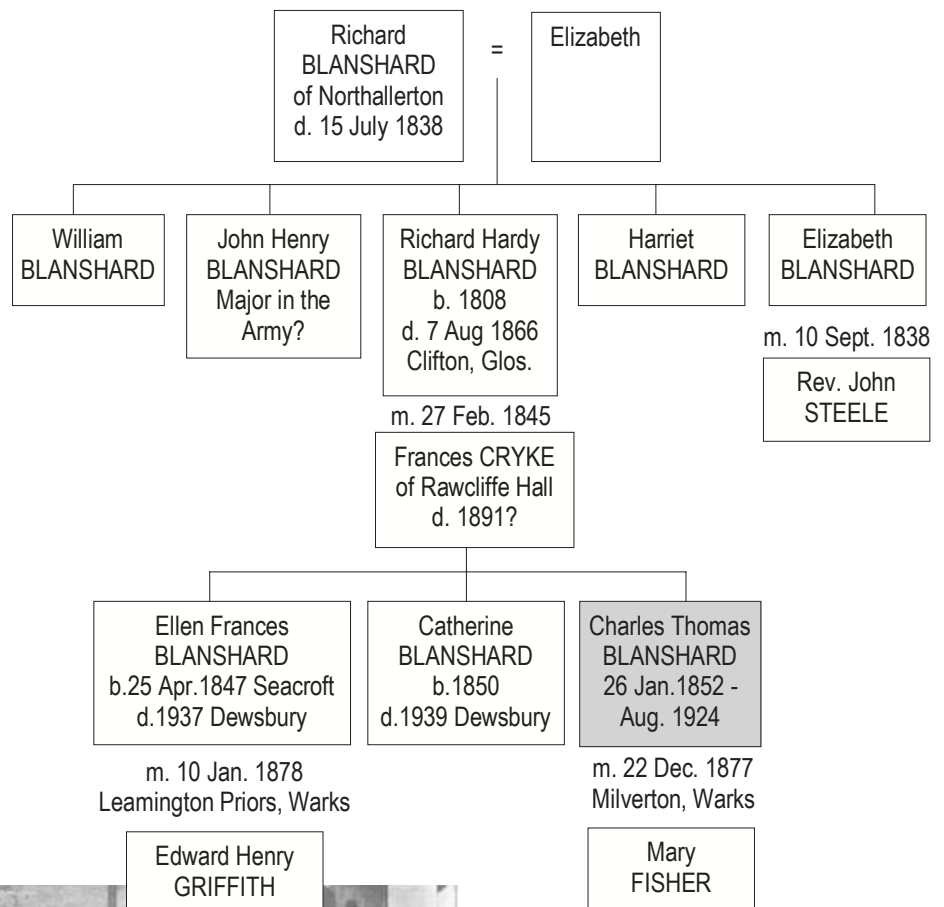 Richard
BLANSHARD
of Northallerton
d. 15 July 1838
=
Elizabeth
William
BLANSHARD
John Henry
BLANSHARD
Major in the
Army?
Richard Hardy
BLANSHARD
b. 1808
d. 7 Aug 1866
Clifton, Glos.
Harriet
BLANSHARD
Elizabeth
BLANSHARD
m. 10 Sept. 1838
Rev. John
STEELE
m. 27 Feb. 1845
Frances CRYKE
of Rawcliffe Hall
d. 1891?
Ellen Frances
BLANSHARD
b.25 Apr.1847 Seacroft
d.1937 Dewsbury
m. 10 Jan. 1878
Leamington Priors, Warks
Edward Henry
GRIFFITH
Catherine
BLANSHARD
b.1850
d.1939 Dewsbury
Charles Thomas
BLANSHARD
26 Jan.1852 -
Aug. 1924
m. 22 Dec. 1877
Milverton, Warks
Mary
FISHER